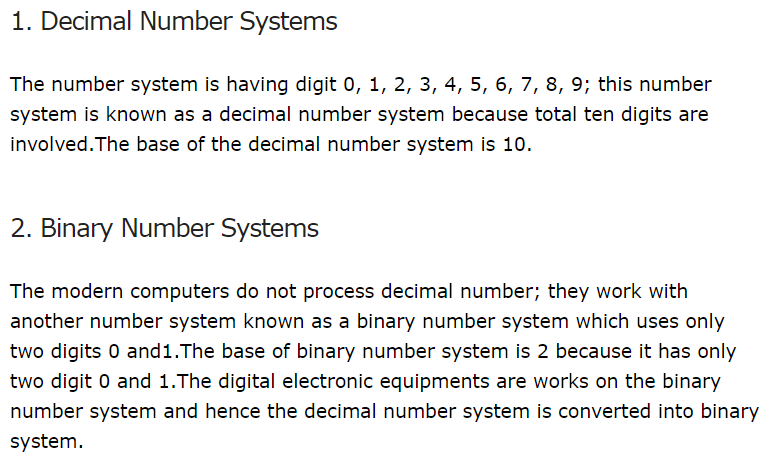 1. Decimal Number Systems
The number system is having digit 0, 1, 2, 3, 4, 5, 6, 7, 8, 9; this number
system is known as a decimal number system because total ten digits are
involved.The base of the decimal number system is 10.
2. Binary Number Systems
The modern computers do not process decimal number; they work with
another number system known as a binary number system which uses only
two digits 0 and1.The base of binary number system is 2 because it has only
two digit 0 and 1.The digital electronic equipments are works on the binary
number system and hence the decimal number system is converted into binary
system.